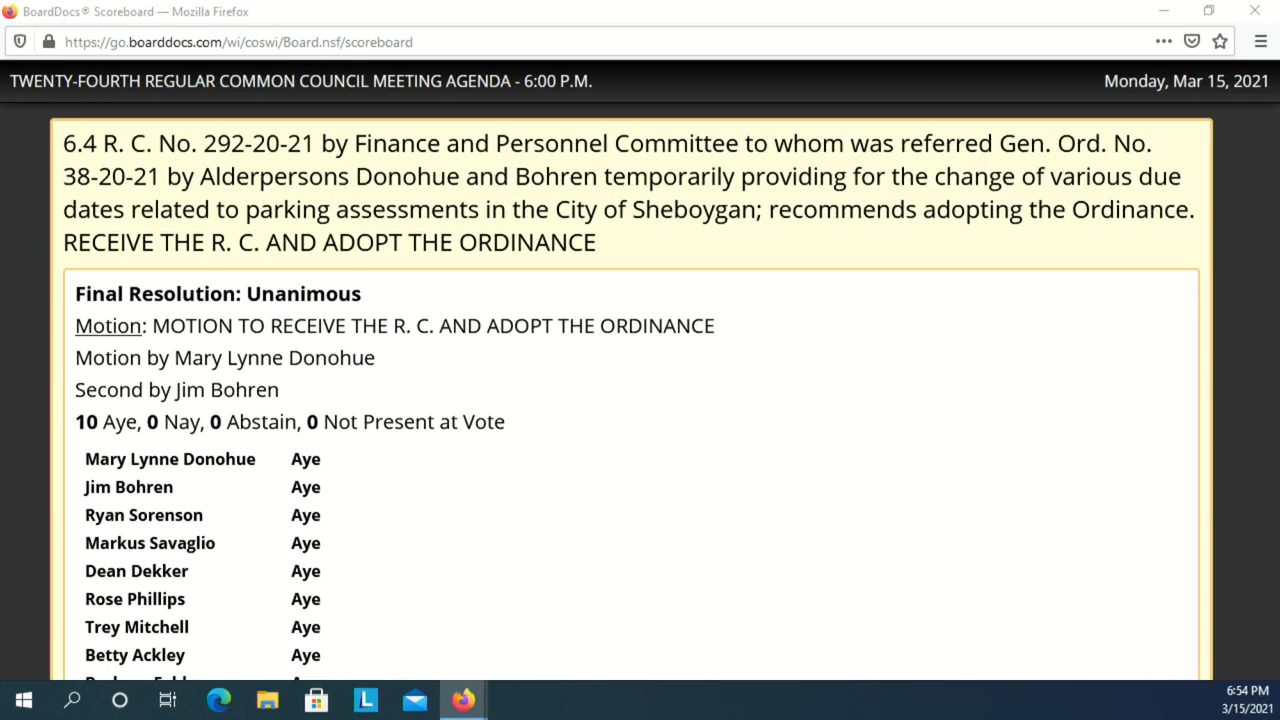 BoardDocs® Scoreboard — Mozilla Firefox
https://go.boarddocs.com/wi/coswi/Board.nsf/scoreboard
TWENTY-FOURTH REGULAR COMMON COUNCIL MEETING AGENDA - 6:00 P.M.
Monday, Mar 15, 2021
6.4 R. C. No. 292-20-21 by Finance and Personnel Committee to whom was referred Gen. Ord. No.
38-20-21 by Alderpersons Donohue and Bohren temporarily providing for the change of various due
dates related to parking assessments in the City of Sheboygan; recommends adopting the Ordinance.
RECEIVE THE R. C. AND ADOPT THE ORDINANCE
Final Resolution: Unanimous
Motion: MOTION TO RECEIVE THE R. C. AND ADOPT THE ORDINANCE
Motion by Mary Lynne Donohue
Second by Jim Bohren
10 Aye, 0 Nay, 0 Abstain, 0 Not Present at Vote
Mary Lynne Donohue Aye
Jim Bohren Aye
Ryan Sorenson Aye
Markus Savaglio Aye
Dean Dekker Aye
Rose Phillips Aye
Trey Mitchell Aye
Betty Ackley Aye
L
6:54 PM
3/15/2021